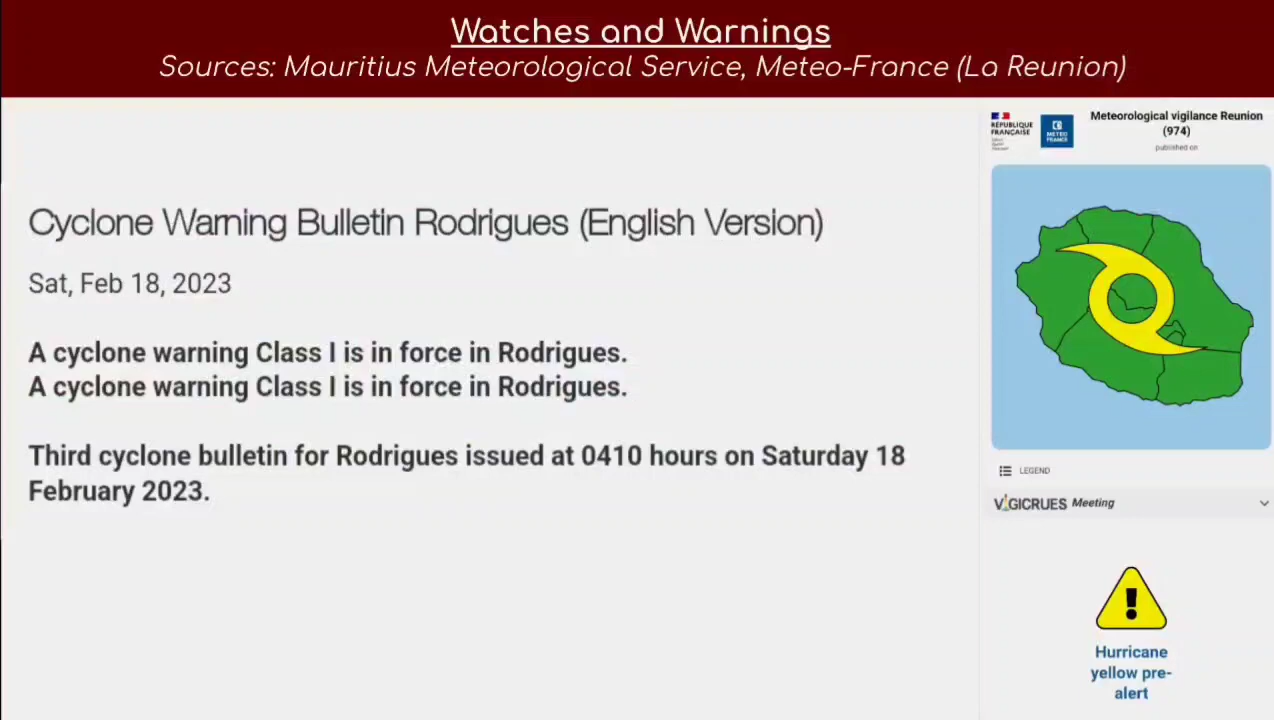 Watches and Warnings
Sources: Mauritius Meteorological Service, Meteo-France (La Reunion)
Cyclone Warning Bulletin Rodrigues (English Version)
Sat, Feb 18, 2023
A cyclone warning Class I is in force in Rodrigues.
A cyclone warning Class I is in force in Rodrigues.
Third cyclone bulletin for Rodrigues issued at 0410 hours on Saturday 18
February 2023.
RÉPUBLIQUE
FRANÇAISE
METEO
FRANCE
Meteorological vigilance Reunion
(974)
published on
LEGEND
VIGICRUES Meeting
Hurricane
yellow pre-
alert